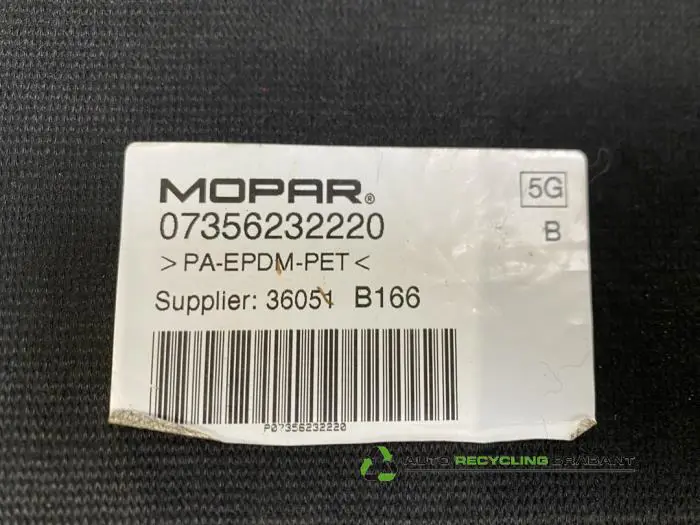 MOPAR®
5G
07356232220
B
>PA-EPDM-PET<
Supplier: 36051 B166
P07356232220
AUTO RECYCLING BRABANT